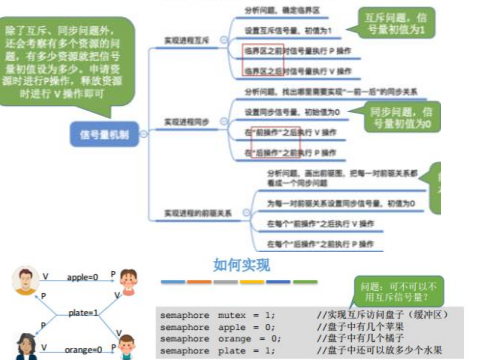 除了互斥、同步问题外,
还会考察有多个资源的问
题，有多少资源就把信号
量初值设为多少。申请资
源时进行P操作，释放资源
时进行 V 操作即可
信号量机制
实现进程互斥
分析问题，确定临界区
设置互斥信号量，初值为1
临界区之前对信号量执行 P 操作
临界区之后对信号量执行 V 操作
互斥问题，信
号量初值为1
实现进程同步
分析问题，找出哪里需要实现“一前一后”的同步关系
设置同步信号量，初始值为0
在“前操作”之后执行 V 操作
在“后操作”之前执行 P 操作
同步问题，信
号量初值为0
实现进程的前驱关系
分析问题，画出前驱图，把每一对前驱关系都
看成一个同步问题
为每一对前驱关系设置同步信号量，初值为0
在每个“前操作”之后执行 V 操作
在每个“后操作”之前执行 P 操作
如何实现
V apple=0 P
P V
plate=1
P V
V orange=0 P
问题：可不可以不
用互斥信号量？
semaphore mutex = 1; //实现互斥访问盘子（缓冲区）
semaphore apple = 0; //盘子中有几个苹果
semaphore orange = 0; //盘子中有几个橘子
semaphore plate = 1; //盘子中还可以放多少个水果